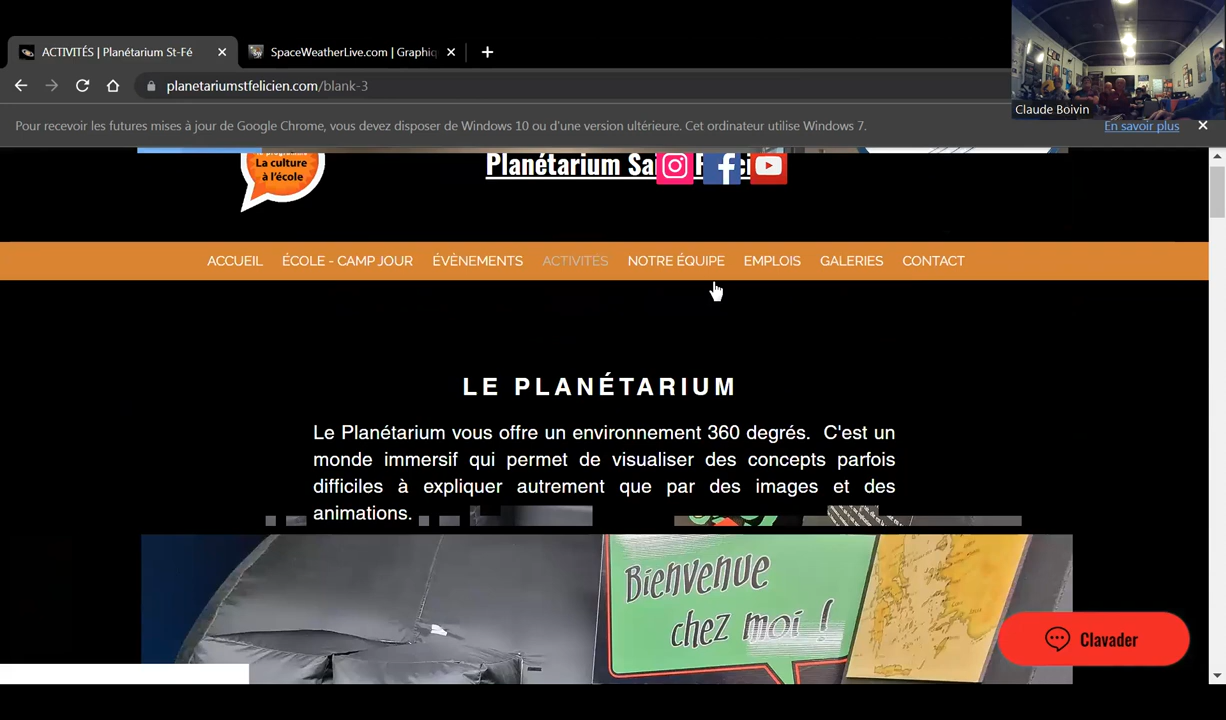 ACTIVITÉS | Planétarium St-Fé
SpaceWeatherLive.com | Graphiq
planetariumstfelicien.com/blank-3
Claude Boivin
Pour recevoir les futures mises à jour de Google Chrome, vous devez disposer de Windows 10 ou d'une version ultérieure. Cet ordinateur utilise Windows 7.
En savoir plus
La culture
à l'école
Planétarium Sa
ACCUEIL ÉCOLE - CAMP JOUR ÉVÈNEMENTS ACTIVITÉS NOTRE ÉQUIPE EMPLOIS GALERIES CONTACT
LE PLANÉTARIUM
Le Planétarium vous offre un environnement 360 degrés. C'est un
monde immersif qui permet de visualiser des concepts parfois
difficiles à expliquer autrement que par des images et des
animations.
Bienvenue
chez moi !
Clavader